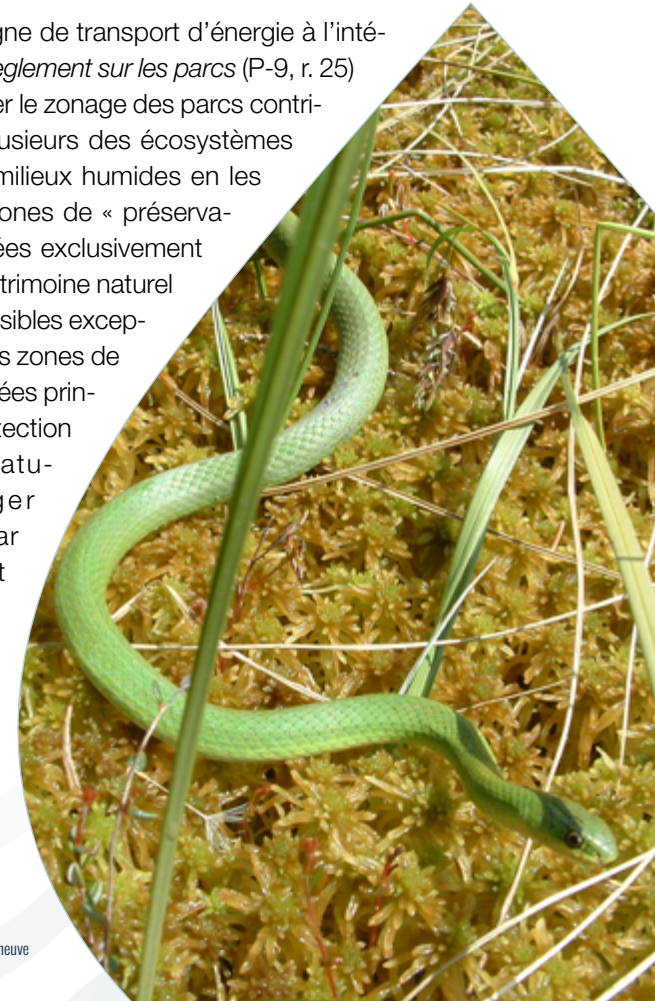 gne de transport d’énergie à l’inté-
èglement sur les parcs (P-9, r. 25)
er le zonage des parcs contri-
usieurs des écosystèmes
milieux humides en les
ones de « préserva-
ées exclusivement
trimoine naturel
sibles excep-
s zones de
ées prin-
tection
atu-
ger
ar
t
neuve